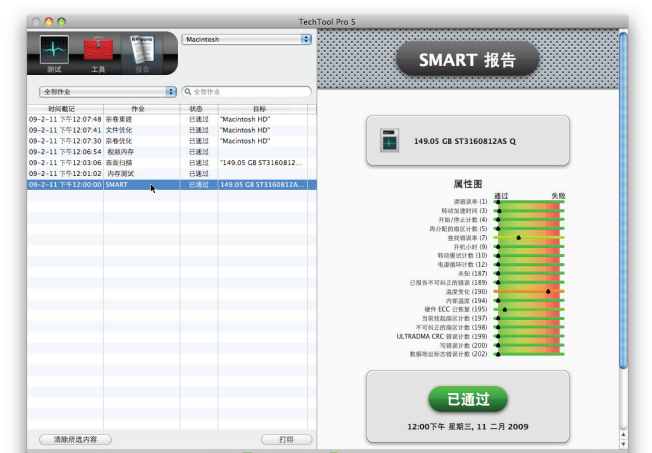 TechTool Pro 5
Reports
测试
工具
报告
Macintosh
全部作业
全部作业
时间戳记 作业 状态 目标
09-2-11 下午12:07:48 宗卷重建 已通过 "Macintosh HD"
09-2-11 下午12:07:41 文件优化 已通过 "Macintosh HD"
09-2-11 下午12:07:30 宗卷优化 已通过 "Macintosh HD"
09-2-11 下午12:06:54 视频内存 已通过
09-2-11 下午12:03:06 表面扫描 已通过 "149.05 GB ST3160812...
09-2-11 下午12:01:02 内存测试 已通过
09-2-11 下午12:00:00 SMART 已通过 149.05 GB ST3160812A...
清除所选内容
打印
SMART 报告
149.05 GB ST3160812AS Q
属性图
通过 失败
读错误率 (1)
转动加速时间 (3)
开始/停止计数 (4)
再分配的扇区计数 (5)
查找错误率 (7)
开机小时 (9)
转动重试计数 (10)
电源循环计数 (12)
未知 (187)
已报告不可纠正的错误 (189)
温度变化 (190)
内部温度 (194)
硬件 ECC 已恢复 (195)
当前挂起扇区计数 (197)
不可纠正的扇区计数 (198)
ULTRADMA CRC 错误计数 (199)
写错误计数 (200)
数据地址标志错误计数 (202)
已通过
12:00下午 星期三, 11 二月 2009